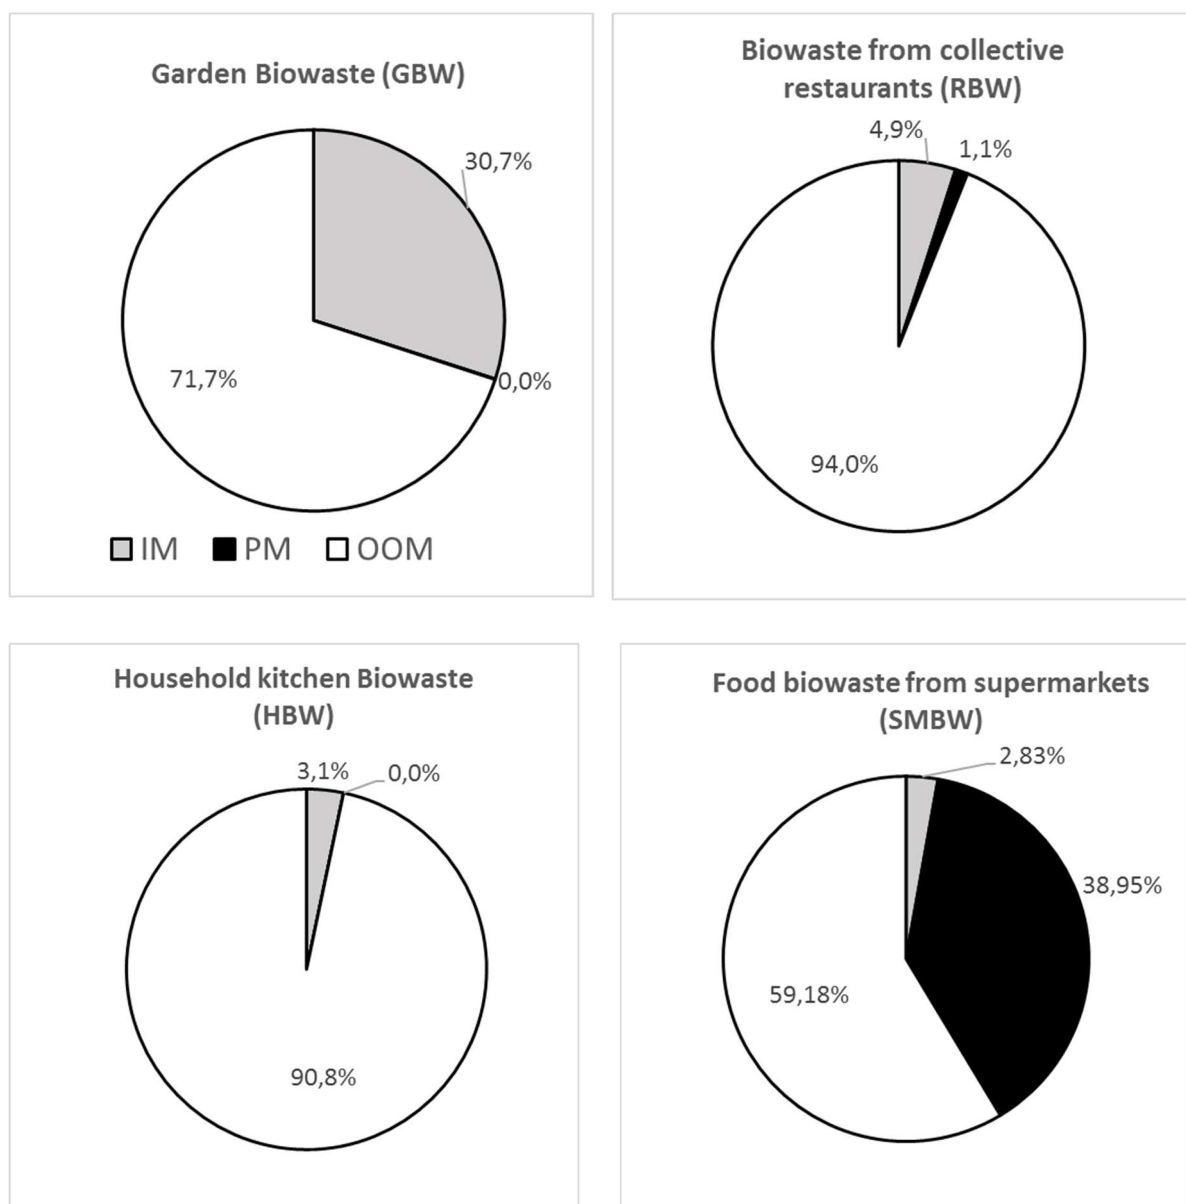 Garden Biowaste (GBW)
30,7%
0,0%
71,7%
IM PM OOM
Biowaste from collective
restaurants (RBW)
4,9%
1,1%
94,0%
Household kitchen Biowaste
(HBW)
3,1%
0,0%
90,8%
Food biowaste from supermarkets
(SMBW)
2,83%
38,95%
59,18%